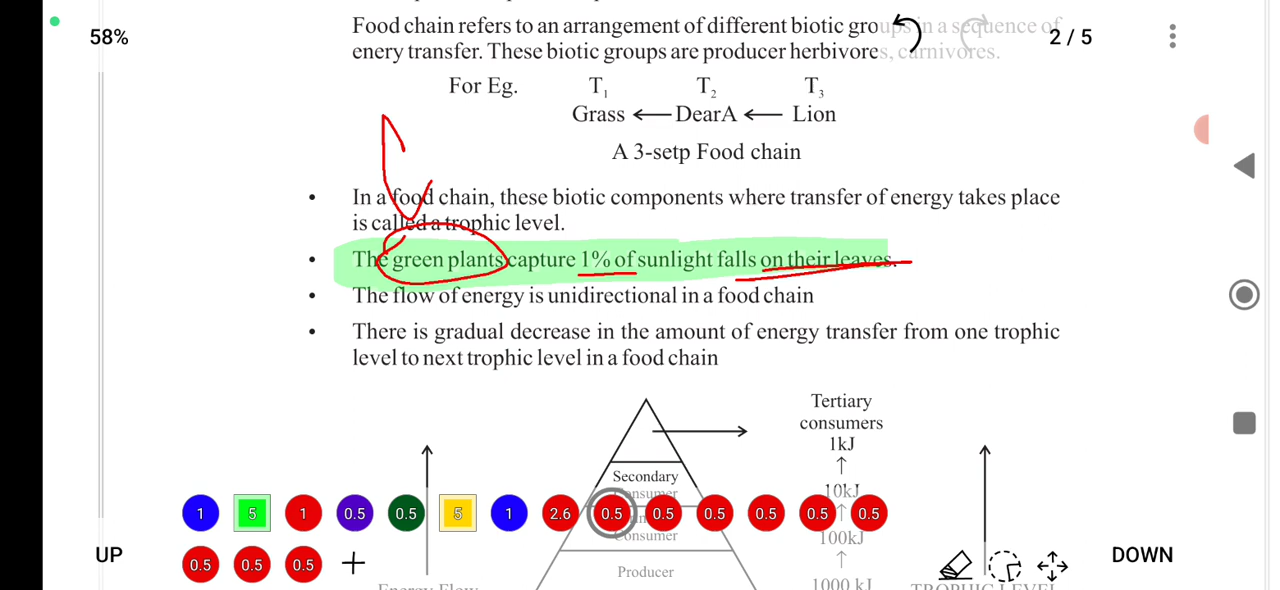 58%
2 / 5
Food chain refers to an arrangement of different biotic groups in a sequence of
enery transfer. These biotic groups are producer herbivores, carnivores.
For Eg. T1 T2 T3
Grass ← DearA ← Lion
A 3-setp Food chain
• In a food chain, these biotic components where transfer of energy takes place
is called a trophic level.
• The green plants capture 1% of sunlight falls on their leaves.
• The flow of energy is unidirectional in a food chain
• There is gradual decrease in the amount of energy transfer from one trophic
level to next trophic level in a food chain
Tertiary
consumers
1kJ
↑
Secondary
Consumer
10kJ
↑
Consumer
100kJ
↑
Producer
1000 kJ
Energy Flow
TROPHIC LEVEL
1 5 1 0.5 0.5 5 1 2.6 0.5 0.5 0.5 0.5 0.5 0.5
0.5 0.5 0.5 +
UP
DOWN